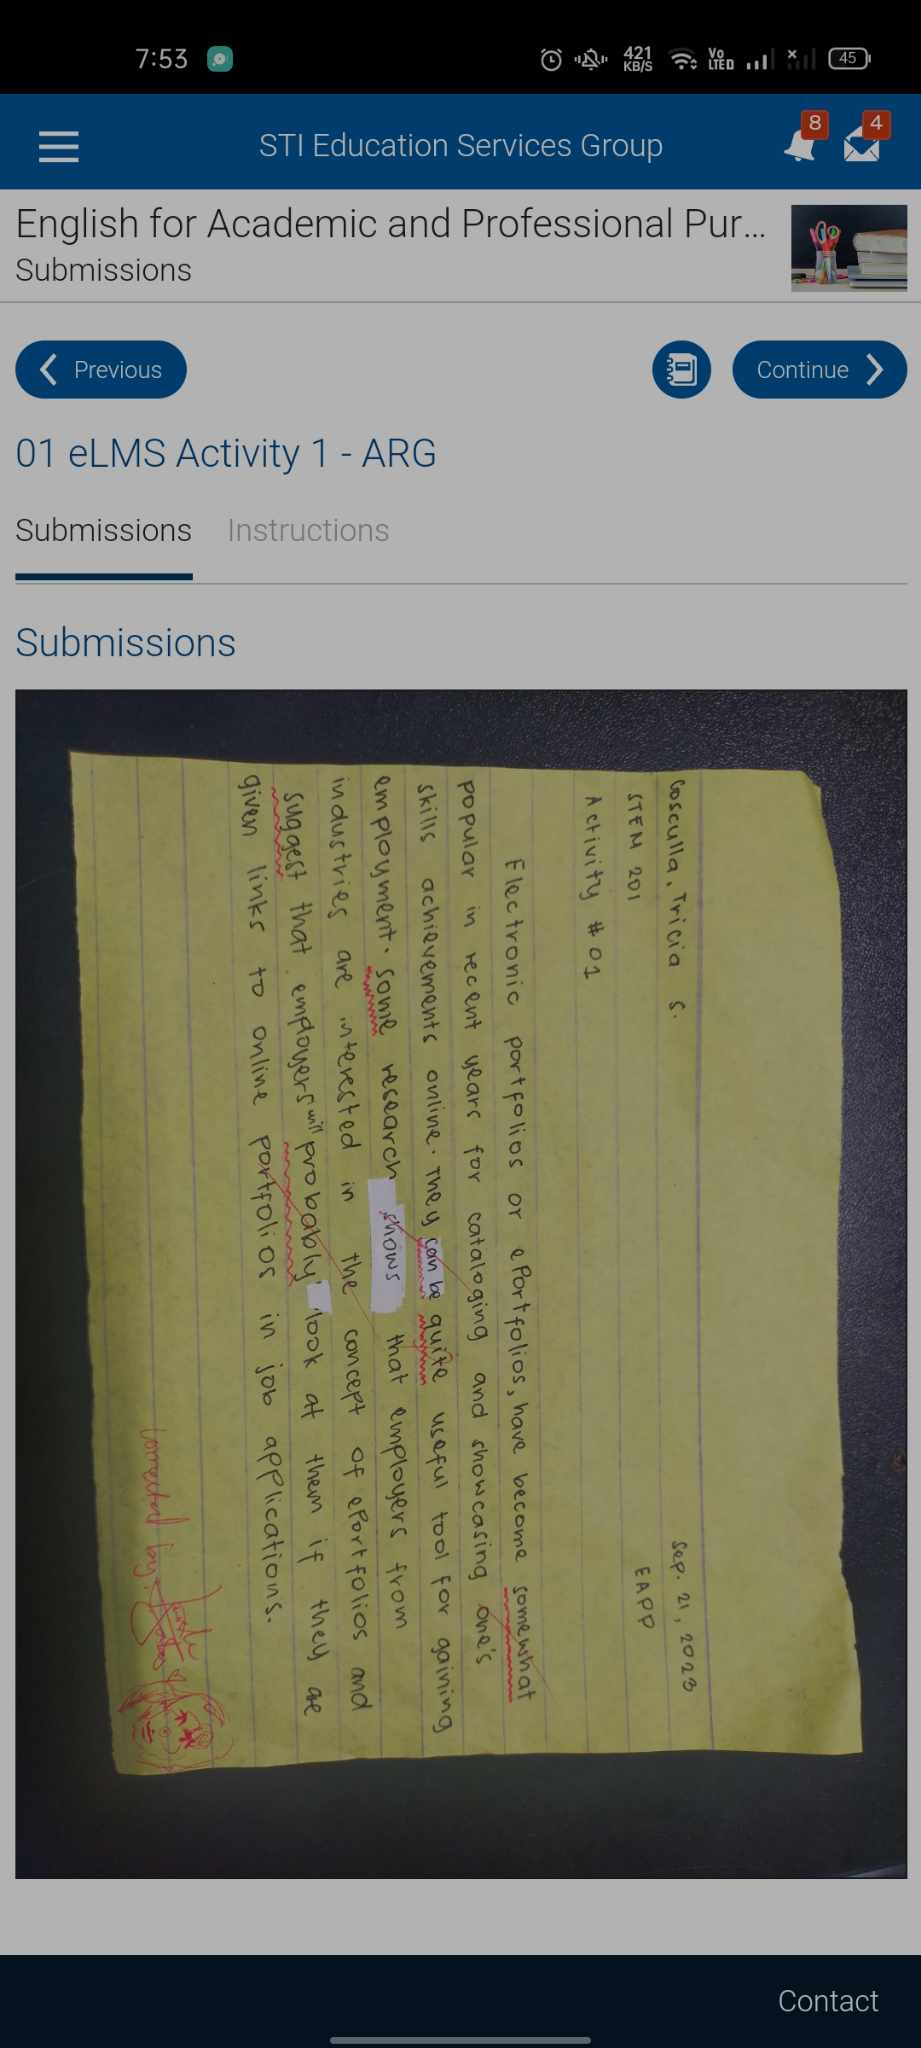 7:53
421
KB/S
Vo
LTED
45
STI Education Services Group
8
4
English for Academic and Professional Pur...
Submissions
Previous
Continue
01 eLMS Activity 1 - ARG
Submissions
Instructions
Submissions
Cosculla, Tricia S.
Sep. 21, 2023
STEM 201
EAPP
Activity #01
Electronic portfolios or ePortfolios, have become somewhat
popular in recent years for cataloging and showcasing one's
skills achievements online. They can be quite useful tool for gaining
employment. some research shows that employers from
industries are interested in the concept of ePortfolios and
suggest that employers will probably look at them if they are
given links to online portfolios in job applications.
Corrected by:
Contact